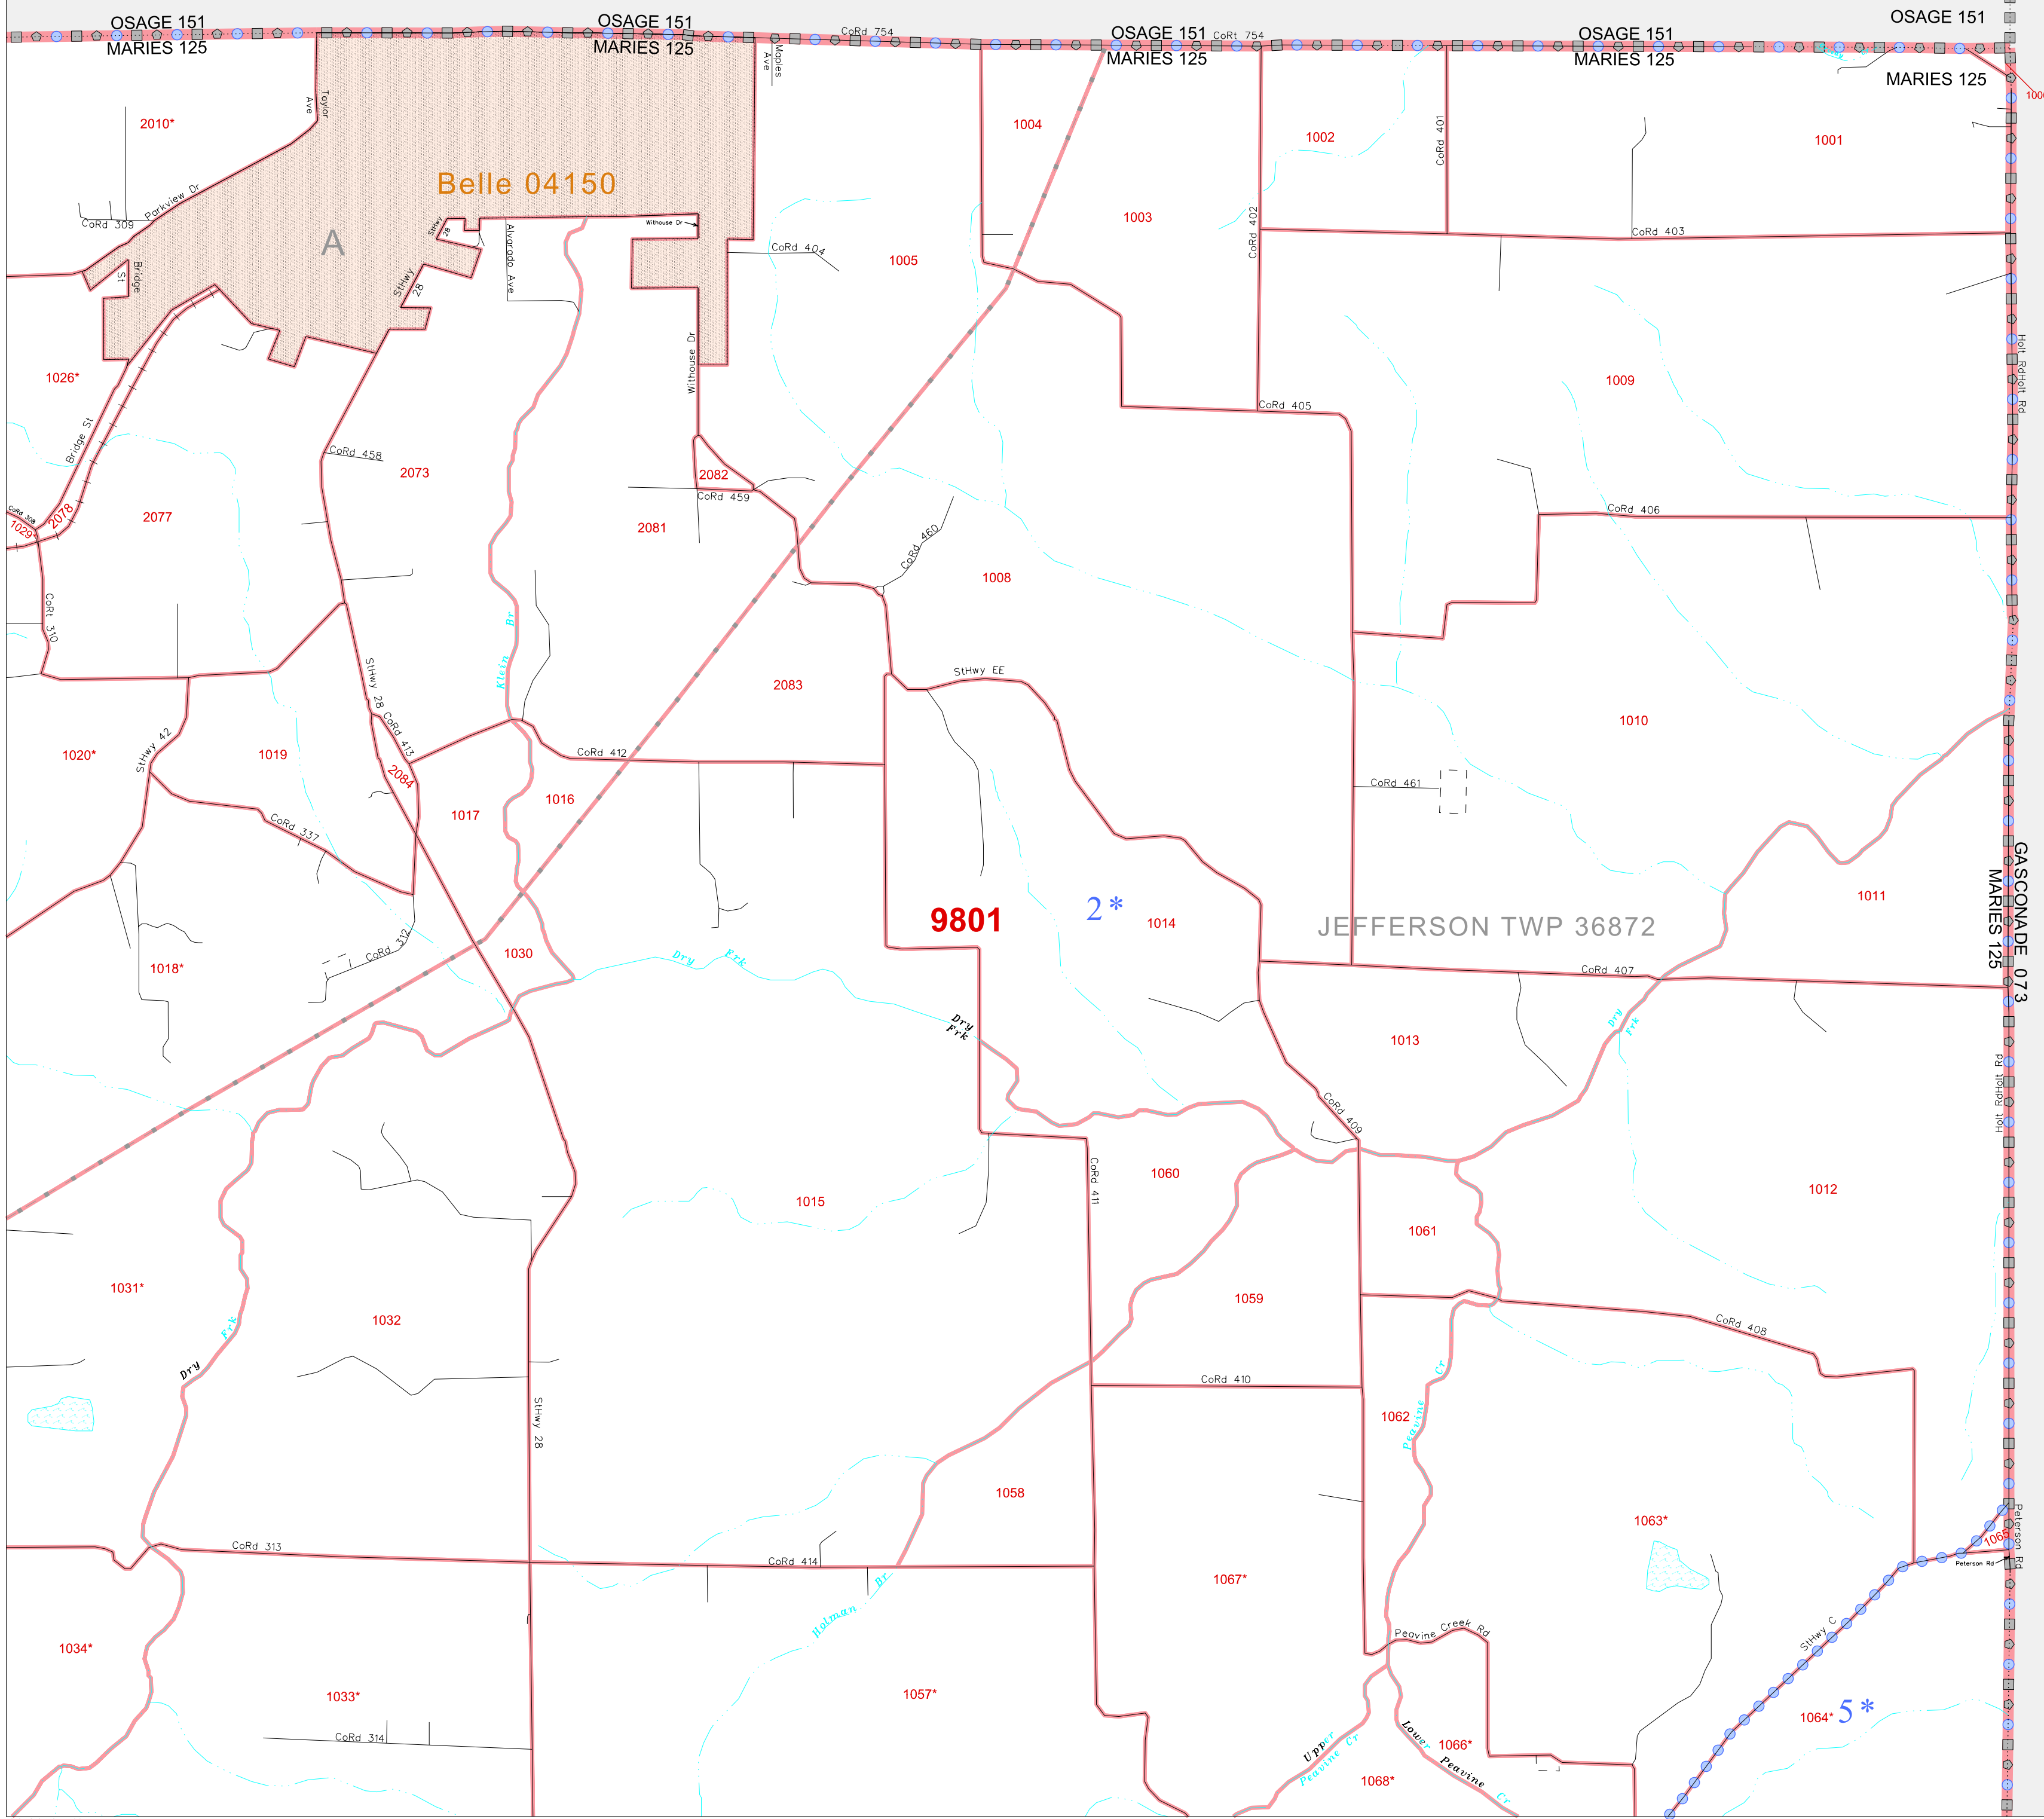 OSAGE 151
MARIES 125
OSAGE 151
MARIES 125
CoRd 754
OSAGE 151
MARIES 125
CoRt 754
OSAGE 151
MARIES 125
OSAGE 151
MARIES 125
Maples
Ave
Taylor
Ave
2010*
1004
1002
CoRd 401
1001
Belle 04150
Parkview Dr
CoRd 309
A
StHwy
28
Alvarado Ave
Withouse Dr
CoRd 404
1005
1003
CoRd 402
CoRd 403
Bridge
St
StHwy
28
1026*
Withouse Dr
CoRd 405
1009
Holt Rd
Holt Rd
Bridge St
CoRd 458
2073
2082
CoRd 459
CoRd 308
1029*
2078
2077
2081
CoRd 460
CoRd 406
1008
CoRt 310
Klein Br
StHwy 28
2083
StHwy EE
1010
StHwy 42
1020*
1019
CoRd 413
2084
CoRd 412
CoRd 461
1017
1016
CoRd 337
9801
2*
1014
JEFFERSON TWP 36872
1011
GASCONADE 073
MARIES 125
1018*
CoRd 312
1030
Dry Frk
CoRd 407
Dry
Frk
1013
Dry
Frk
Holt Rd
Holt Rd
CoRd 409
1060
CoRd 411
1015
1061
1012
1031*
1032
Dry Frk
1059
CoRd 408
CoRd 410
1062
Peavine Cr
StHwy 28
1058
1063*
1065
Peterson Rd
Peterson Rd
CoRd 313
CoRd 414
1067*
Holman Br
1034*
1033*
1057*
Peavine Creek Rd
StHwy C
1064*
5*
CoRd 314
Upper
Peavine Cr
Lower Peavine Cr
1066*
1068*